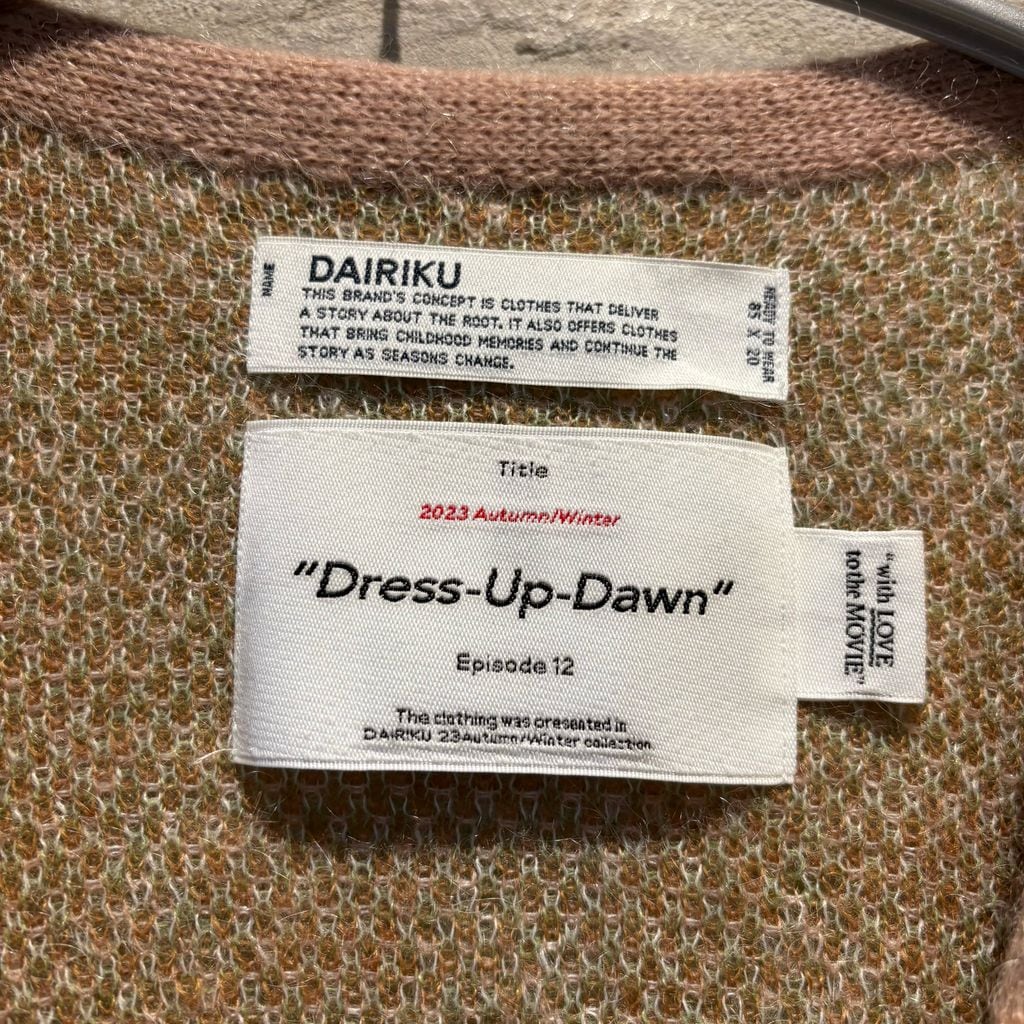 NAME
DAIRIKU
THIS BRAND'S CONCEPT IS CLOTHES THAT DELIVER
A STORY ABOUT THE ROOT. IT ALSO OFFERS CLOTHES
THAT BRING CHILDHOOD MEMORIES AND CONTINUE THE
STORY AS SEASONS CHANGE.
READY TO WEAR
85 X 20
Title
2023 Autumn/Winter
"Dress-Up-Dawn"
Episode 12
The clothing was presented in
DAIRIKU '23 Autumn/Winter collection
"with LOVE
to the MOVIE"